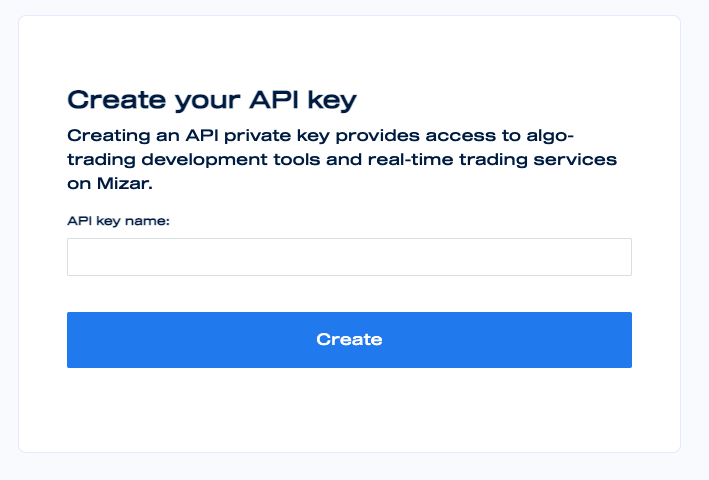 Create your API key
Creating an API private key provides access to algo-
trading development tools and real-time trading services
on Mizar.
API key name:
Create